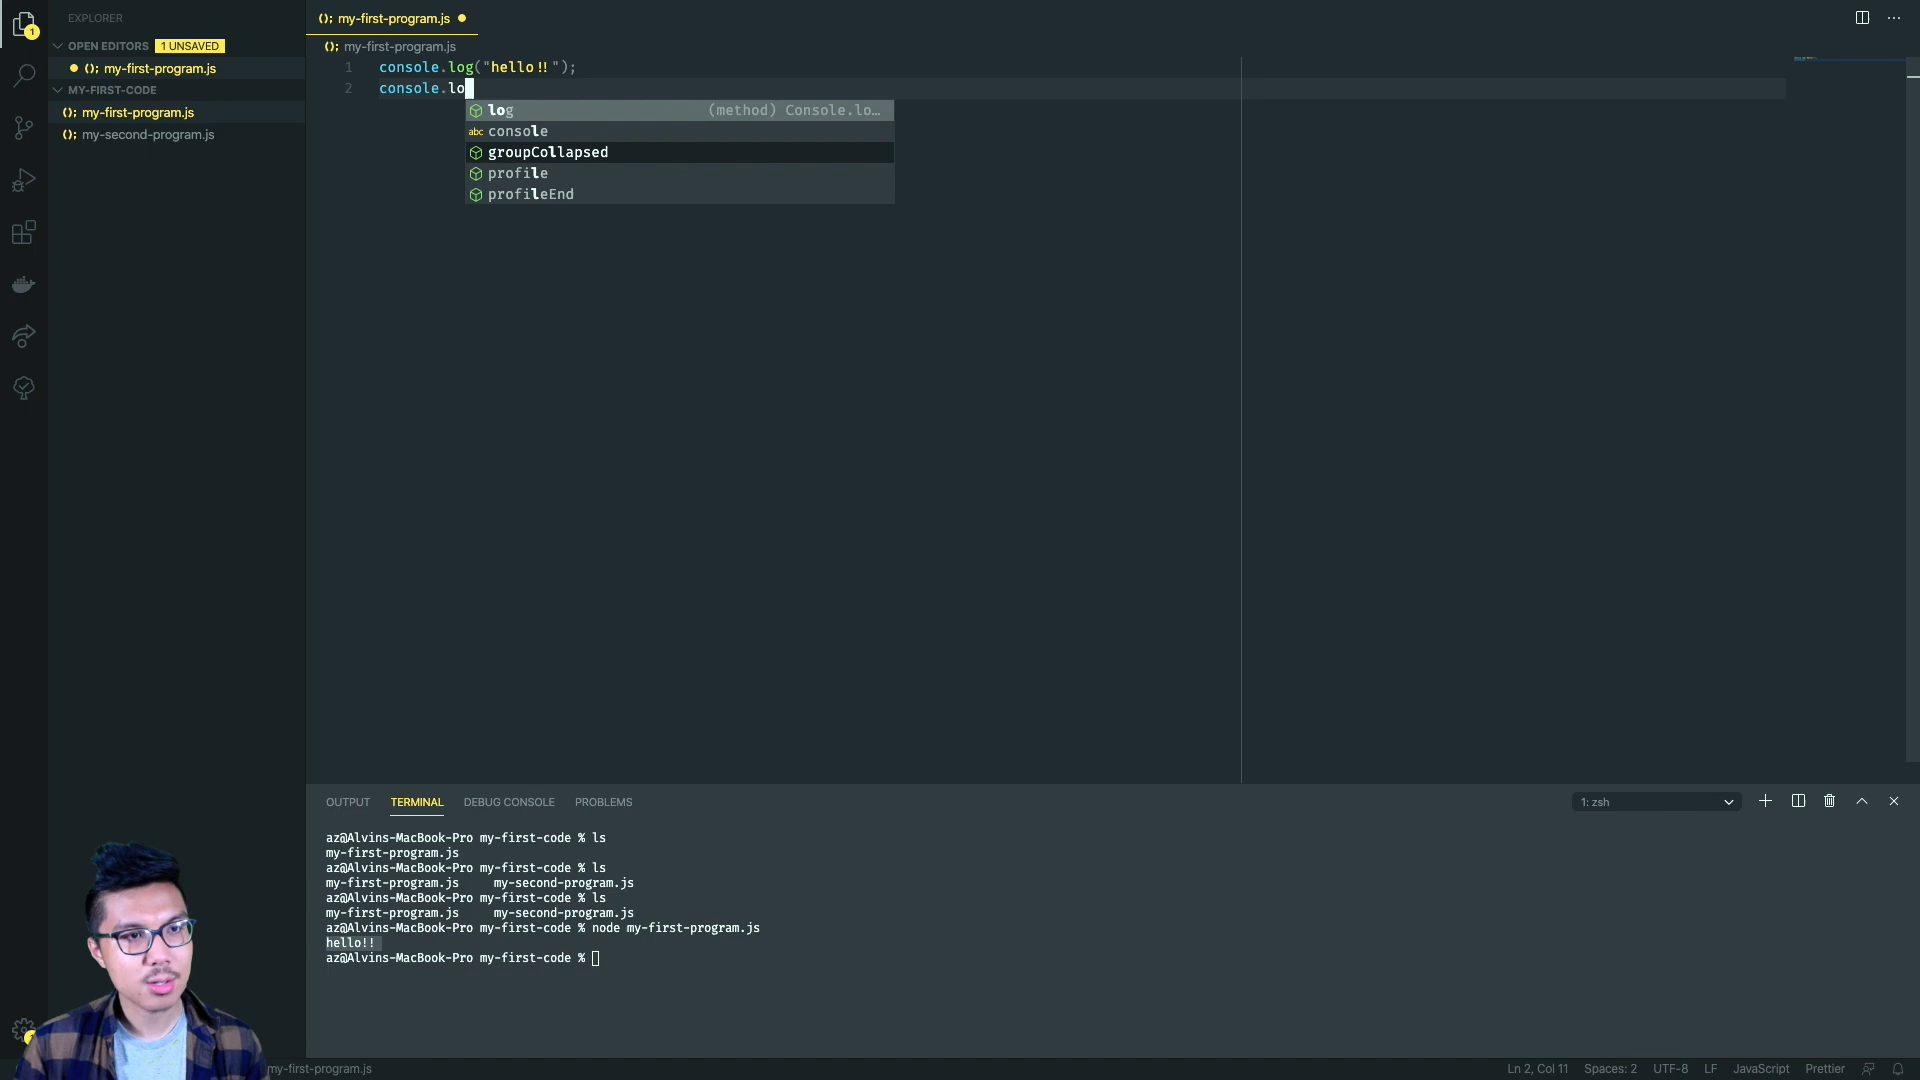 EXPLORER
OPEN EDITORS 1 UNSAVED
(); my-first-program.js
MY-FIRST-CODE
(); my-first-program.js
(); my-second-program.js
1
(); my-first-program.js
(); my-first-program.js
1 console.log("hello!!");
2 console.lo
log (method) Console.lo…
abc console
groupCollapsed
profile
profileEnd
OUTPUT TERMINAL DEBUG CONSOLE PROBLEMS
1: zsh
az@Alvins-MacBook-Pro my-first-code % ls
my-first-program.js
az@Alvins-MacBook-Pro my-first-code % ls
my-first-program.js my-second-program.js
az@Alvins-MacBook-Pro my-first-code % ls
my-first-program.js my-second-program.js
az@Alvins-MacBook-Pro my-first-code % node my-first-program.js
hello!!
az@Alvins-MacBook-Pro my-first-code %
my-first-program.js
Ln 2, Col 11 Spaces: 2 UTF-8 LF JavaScript Prettier